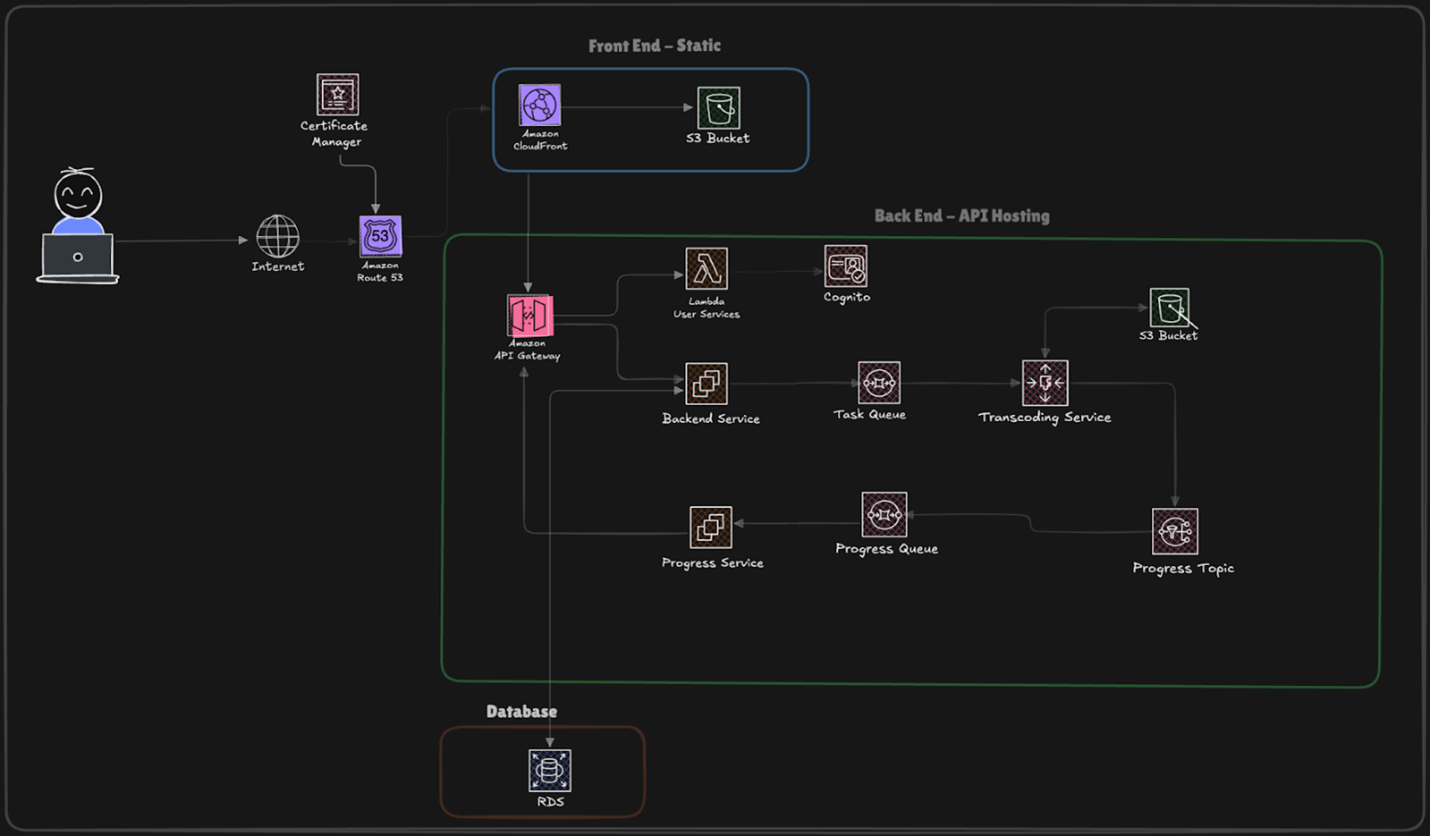 Front End – Static
Certificate
Manager
Amazon
CloudFront
S3 Bucket
Internet
53
Amazon
Route 53
Back End – API Hosting
Lambda
User Services
Cognito
S3 Bucket
Amazon
API Gateway
Backend Service
Task Queue
Transcoding Service
Progress Service
Progress Queue
Progress Topic
Database
RDS